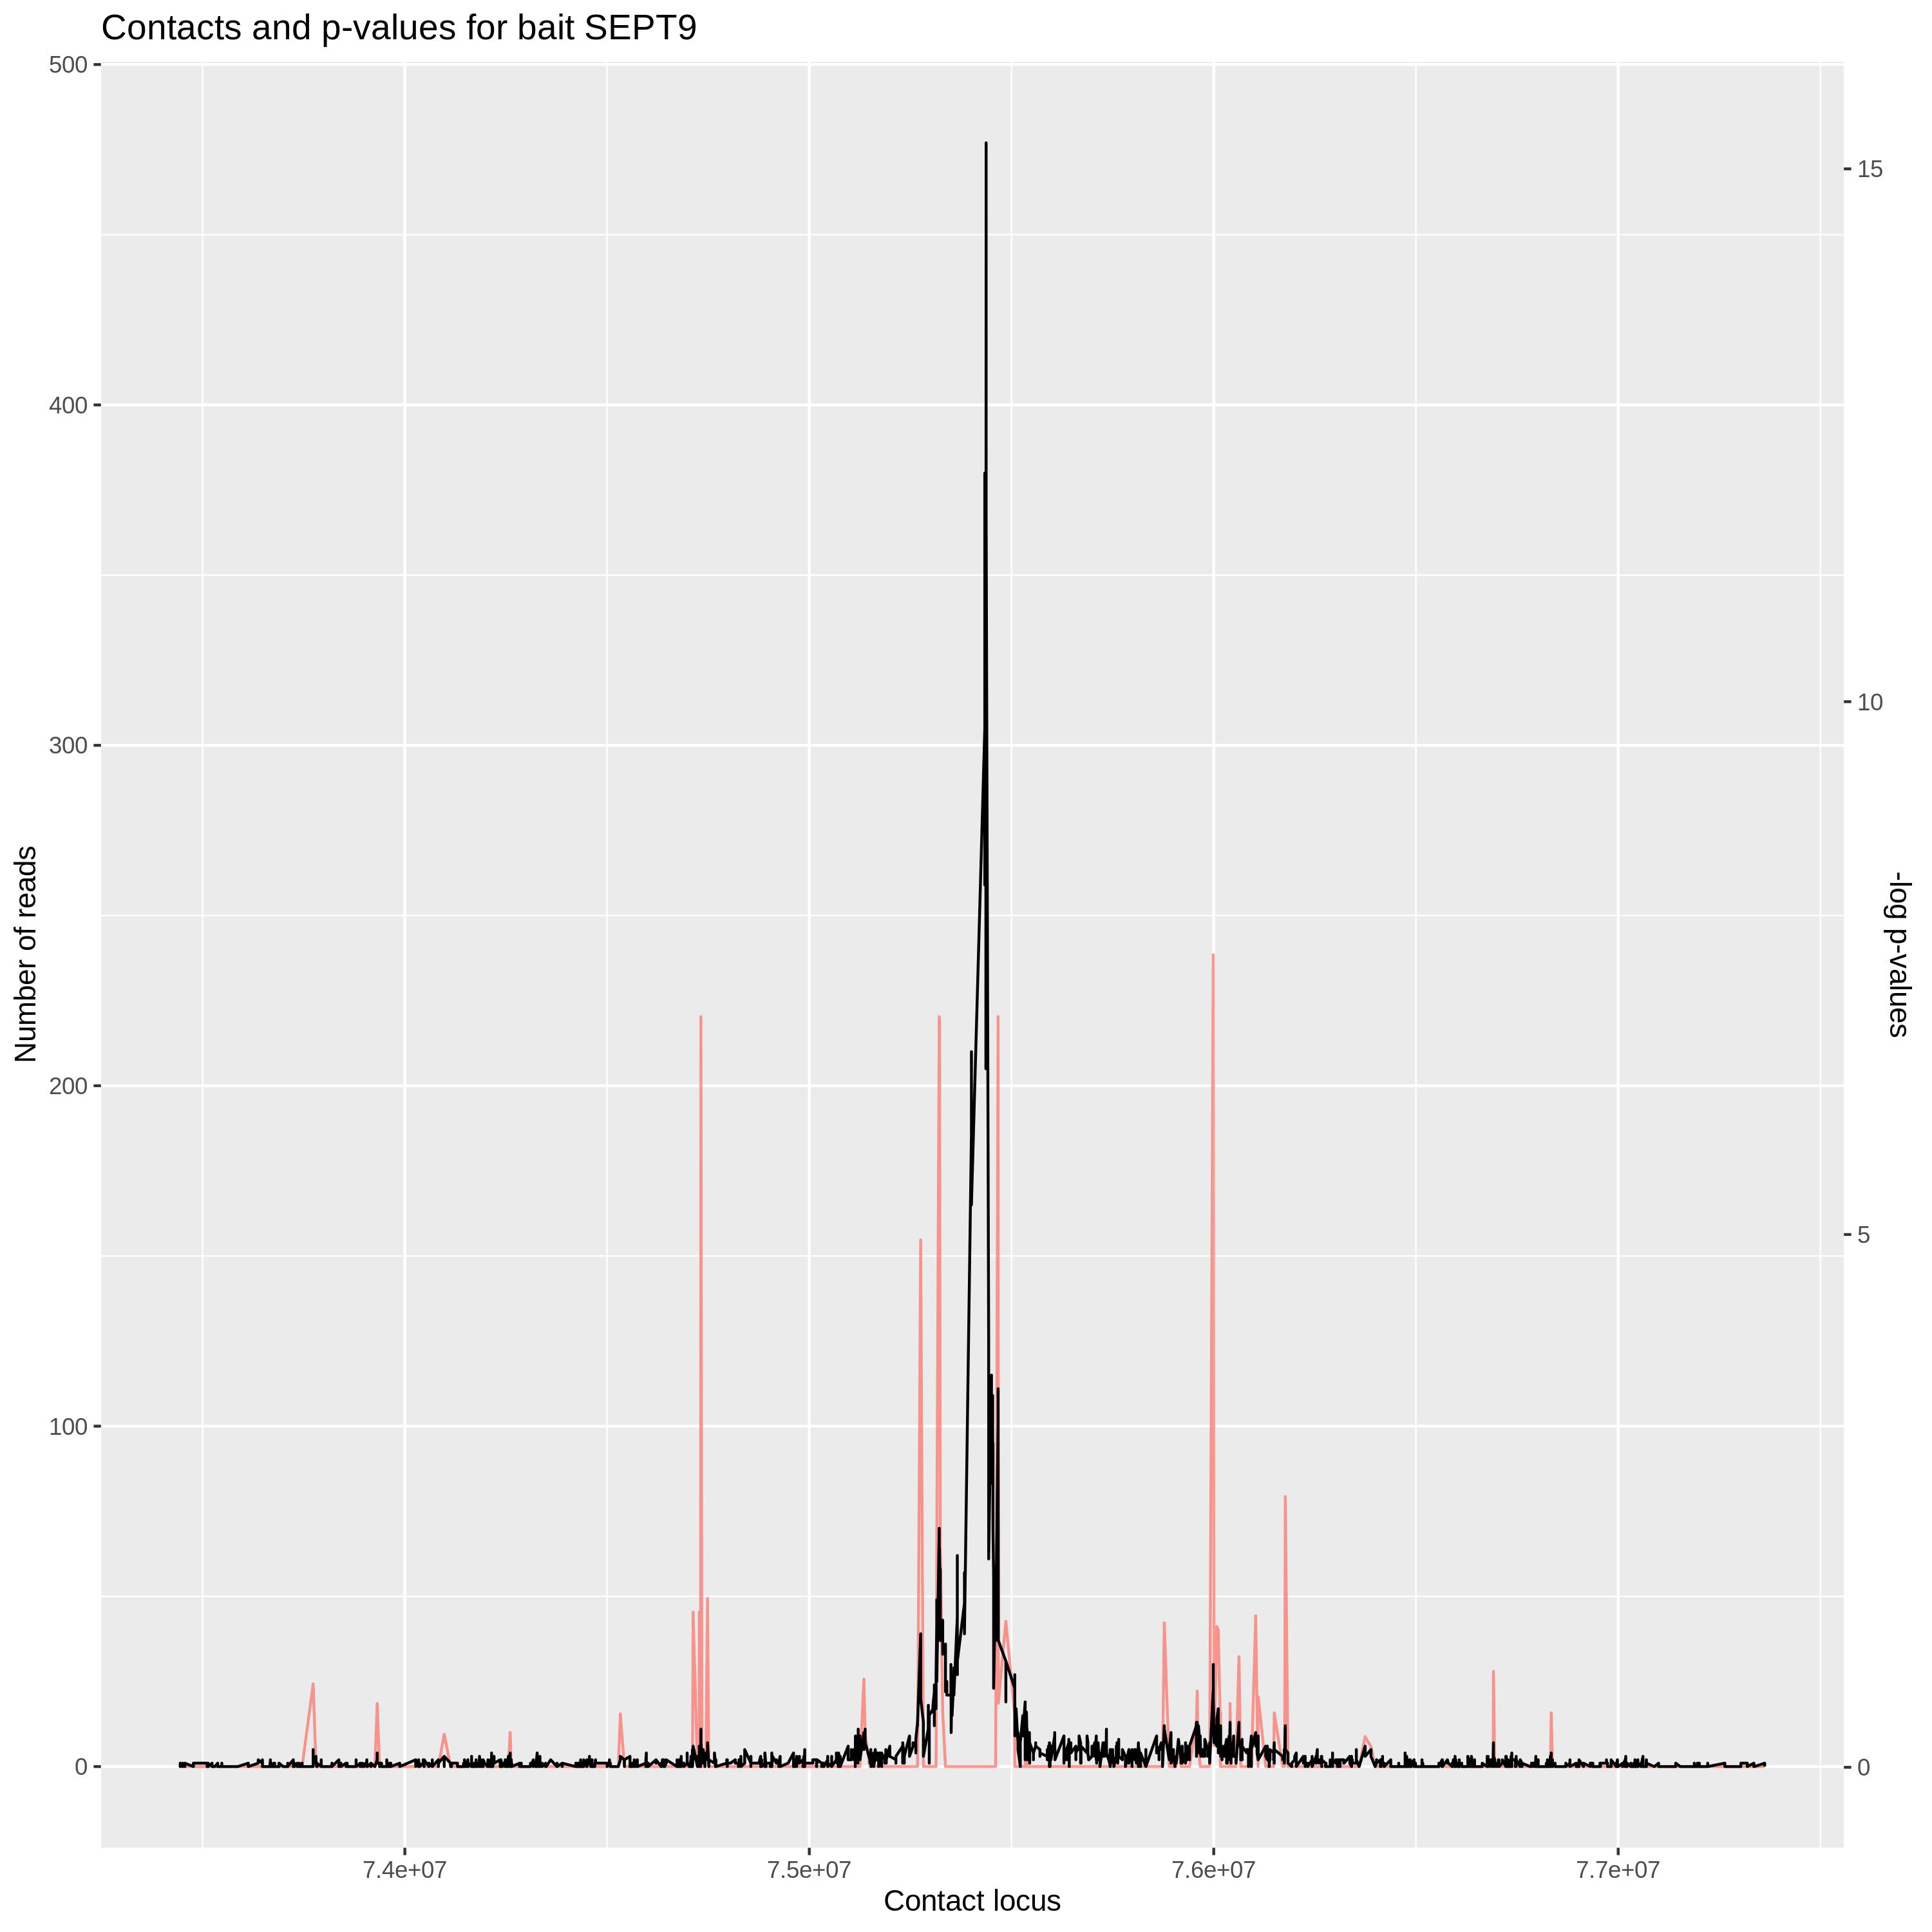 Contacts and p-values for bait SEPT9
500
400
300
200
100
0
Number of reads
15
10
5
0
-log p-values
7.4e+07
7.5e+07
7.6e+07
7.7e+07
Contact locus